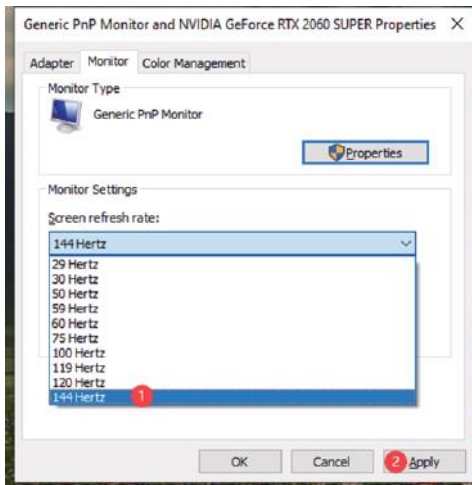 Generic PnP Monitor and NVIDIA GeForce RTX 2060 SUPER Properties
Adapter Monitor Color Management
Monitor Type
Generic PnP Monitor
Properties
Monitor Settings
Screen refresh rate:
144 Hertz
29 Hertz
30 Hertz
50 Hertz
59 Hertz
60 Hertz
75 Hertz
100 Hertz
119 Hertz
120 Hertz
144 Hertz 1
OK Cancel 2 Apply